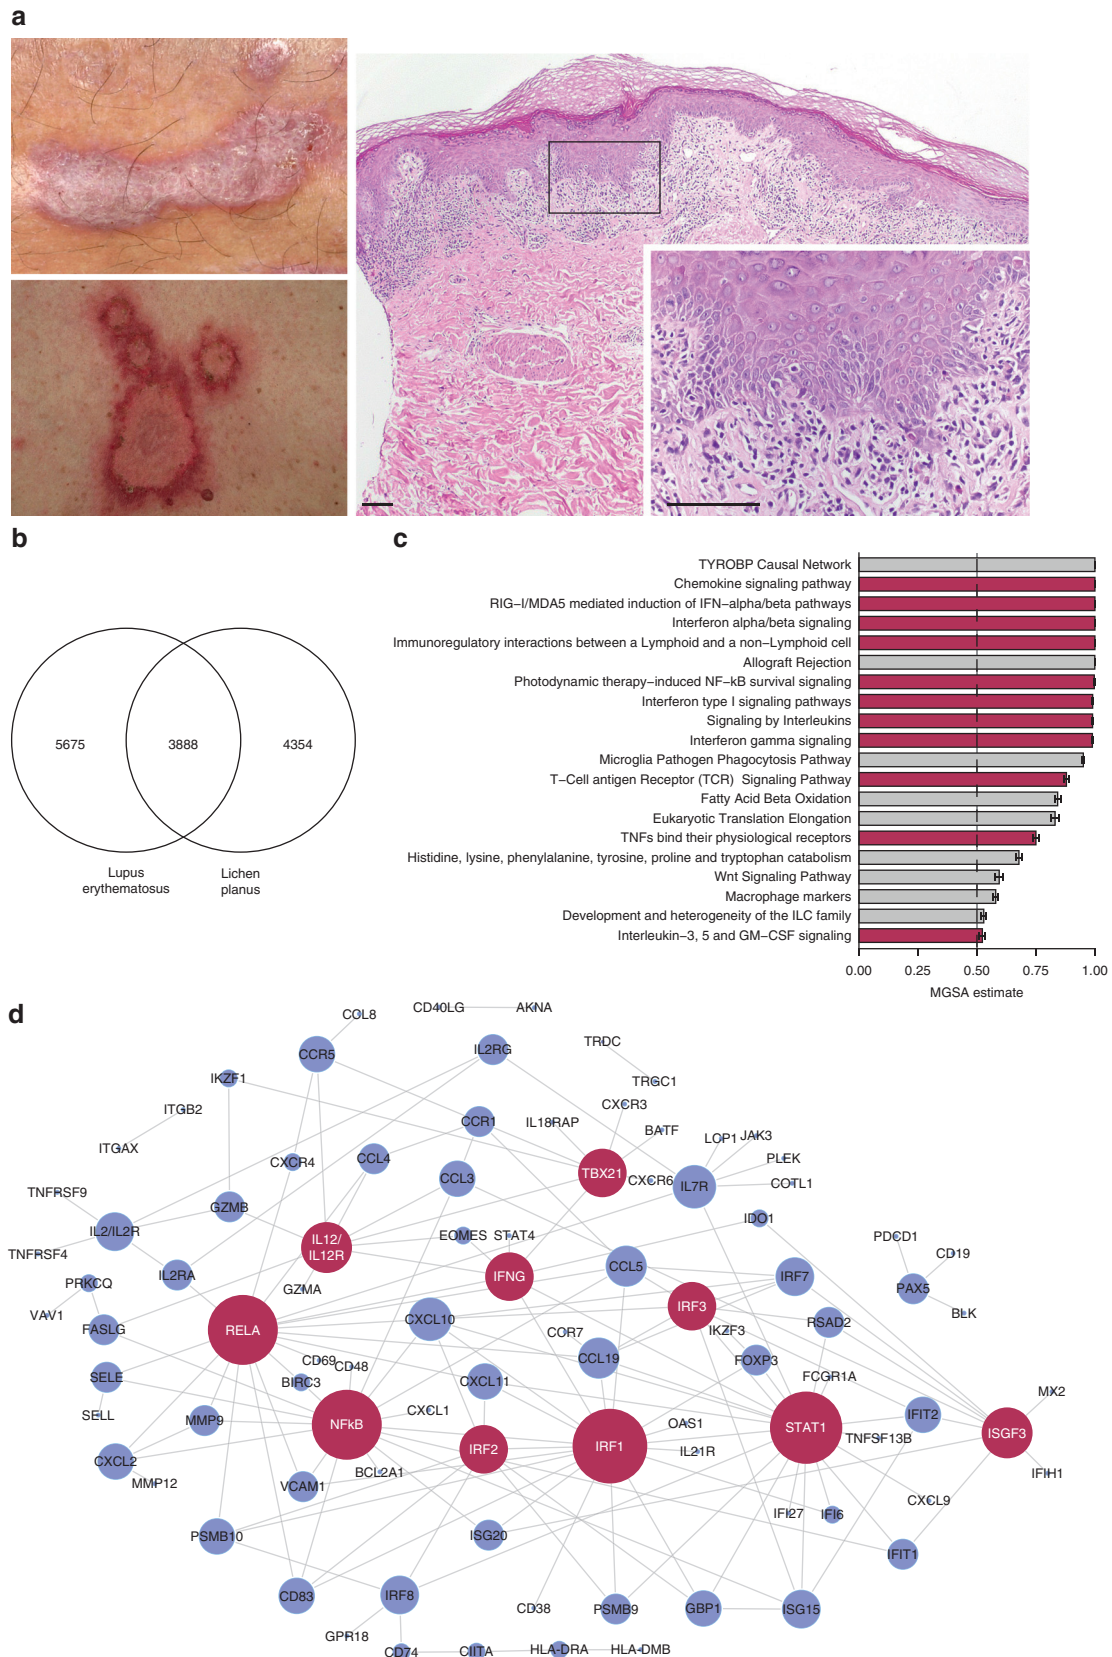 a
b
5675
3888
4354
Lupus
erythematosus
Lichen
planus
c
TYROBP Causal Network
Chemokine signaling pathway
RIG−I/MDA5 mediated induction of IFN−alpha/beta pathways
Interferon alpha/beta signaling
Immunoregulatory interactions between a Lymphoid and a non−Lymphoid cell
Allograft Rejection
Photodynamic therapy−induced NF−kB survival signaling
Interferon type I signaling pathways
Signaling by Interleukins
Interferon gamma signaling
Microglia Pathogen Phagocytosis Pathway
T−Cell antigen Receptor (TCR) Signaling Pathway
Fatty Acid Beta Oxidation
Eukaryotic Translation Elongation
TNFs bind their physiological receptors
Histidine, lysine, phenylalanine, tyrosine, proline and tryptophan catabolism
Wnt Signaling Pathway
Macrophage markers
Development and heterogeneity of the ILC family
Interleukin−3, 5 and GM−CSF signaling
0.00 0.25 0.50 0.75 1.00
MGSA estimate
d
CCL8
CD40LG
AKNA
CCR5
IL2RG
TRDC
IKZF1
TRGC1
ITGB2
CXCR3
CCR1
IL18RAP
BATF
ITGAX
LCP1
JAK3
CXCR4
CCL4
PLEK
TBX21
CCL3
CXCR6
IL7R
COTL1
TNFRSF9
GZMB
IDO1
IL2/IL2R
EOMES
STAT4
PDCD1
IL12/
IL12R
TNFRSF4
CD19
IL2RA
IFNG
CCL5
IRF7
PRKCQ
GZMA
PAX5
VAV1
IRF3
BLK
FASLG
RELA
CXCL10
IKZF3
RSAD2
CCR7
CD69
CD48
CCL19
FOXP3
SELE
BIRC3
CXCL11
FCGR1A
MX2
SELL
MMP9
NFkB
CXCL1
OAS1
STAT1
IFIT2
TNFSF13B
ISGF3
CXCL2
IRF2
IRF1
IL21R
BCL2A1
MMP12
VCAM1
IFIH1
CXCL9
IFI27
IFI6
PSMB10
ISG20
IFIT1
CD83
IRF8
CD38
PSMB9
GBP1
ISG15
GPR18
CD74
CIITA
HLA-DRA
HLA-DMB